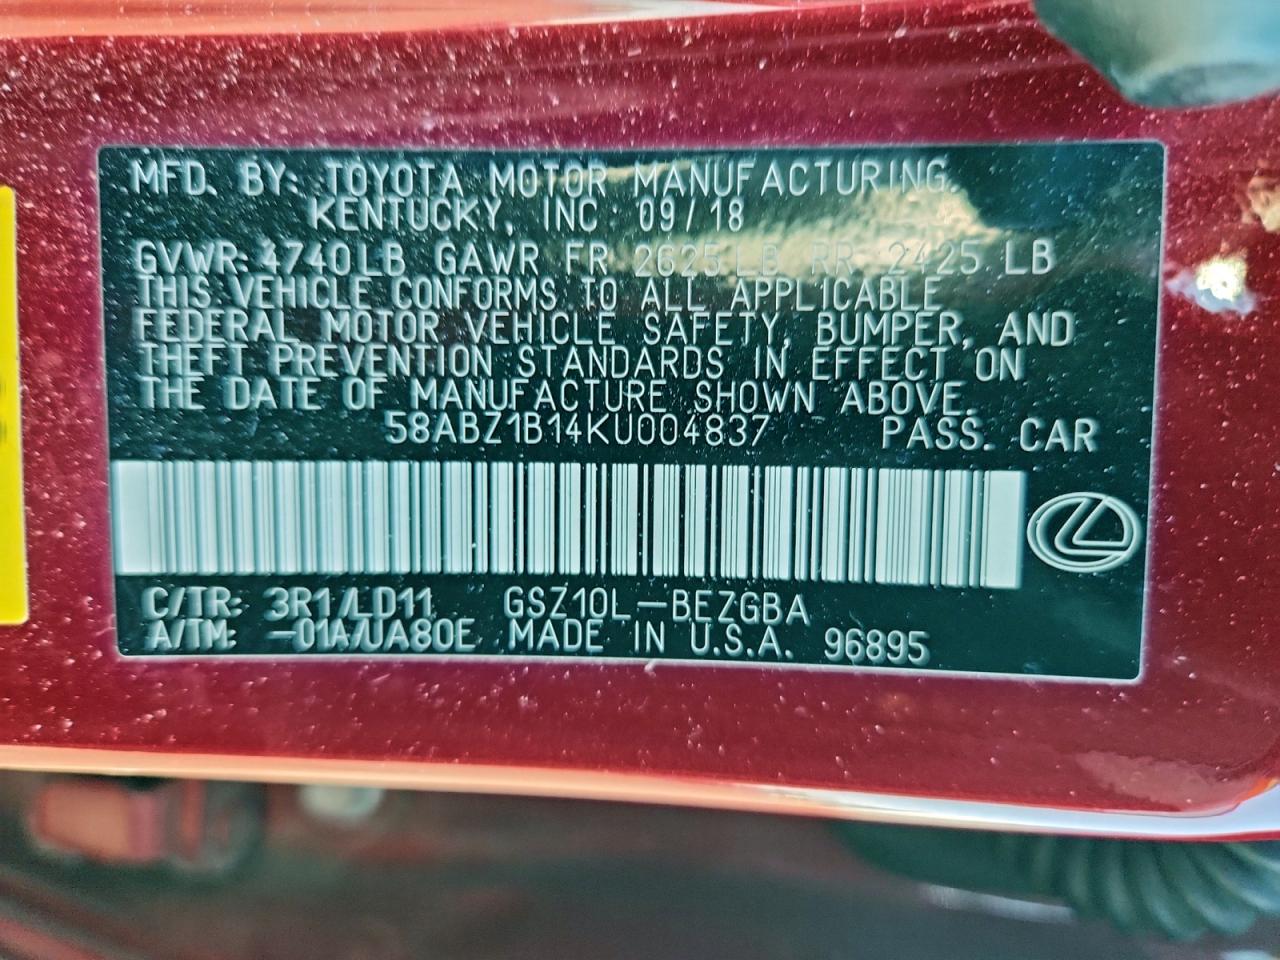 MFD. BY: TOYOTA MOTOR MANUFACTURING,
KENTUCKY, INC 09/18
GVWR: 4740LB GAWR FR 2625LB RR 2425 LB
THIS VEHICLE CONFORMS TO ALL APPLICABLE
FEDERAL MOTOR VEHICLE SAFETY, BUMPER, AND
THEFT PREVENTION STANDARDS IN EFFECT ON
THE DATE OF MANUFACTURE SHOWN ABOVE.
58ABZ1B14KU004837 PASS. CAR
C/TR: 3R1/LD11 GSZ10L-BEZGBA
A/TM: -01A/UA80E MADE IN U.S.A. 96895